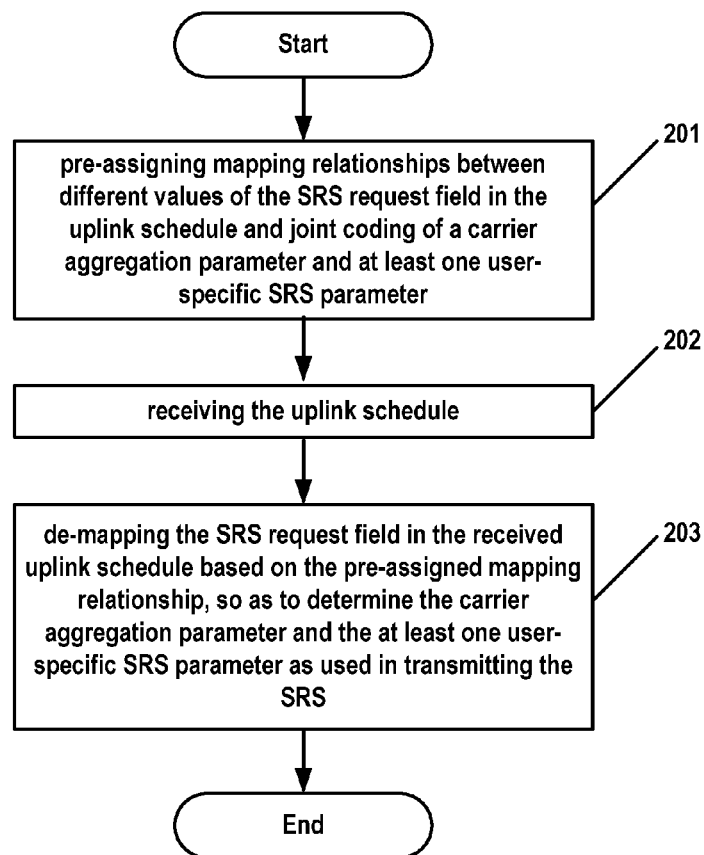 Start
201
pre-assigning mapping relationships between
different values of the SRS request field in the
uplink schedule and joint coding of a carrier
aggregation parameter and at least one user-
specific SRS parameter
202
receiving the uplink schedule
203
de-mapping the SRS request field in the received
uplink schedule based on the pre-assigned mapping
relationship, so as to determine the carrier
aggregation parameter and the at least one user-
specific SRS parameter as used in transmitting the
SRS
End